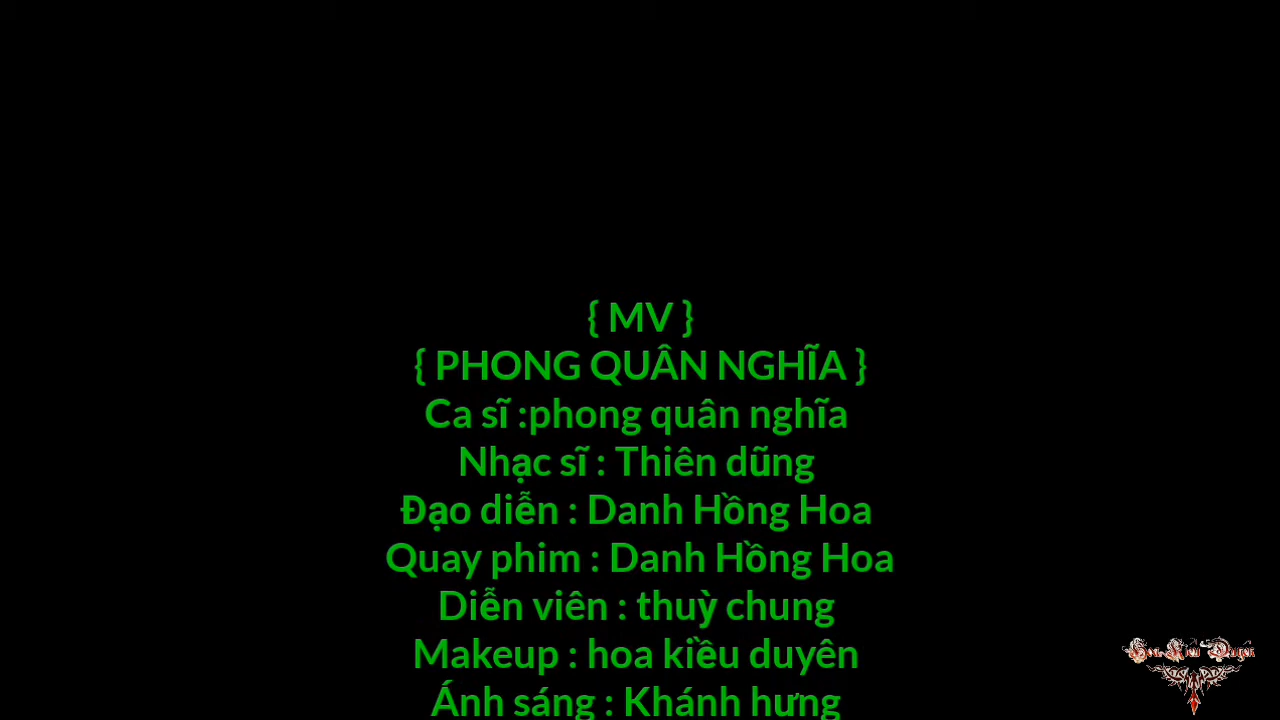 { MV }
{ PHONG QUÂN NGHĨA }
Ca sĩ :phong quân nghĩa
Nhạc sĩ : Thiên dũng
Đạo diễn : Danh Hồng Hoa
Quay phim : Danh Hồng Hoa
Diễn viên : thuỳ chung
Makeup : hoa kiều duyên
Ánh sáng : Khánh hưng